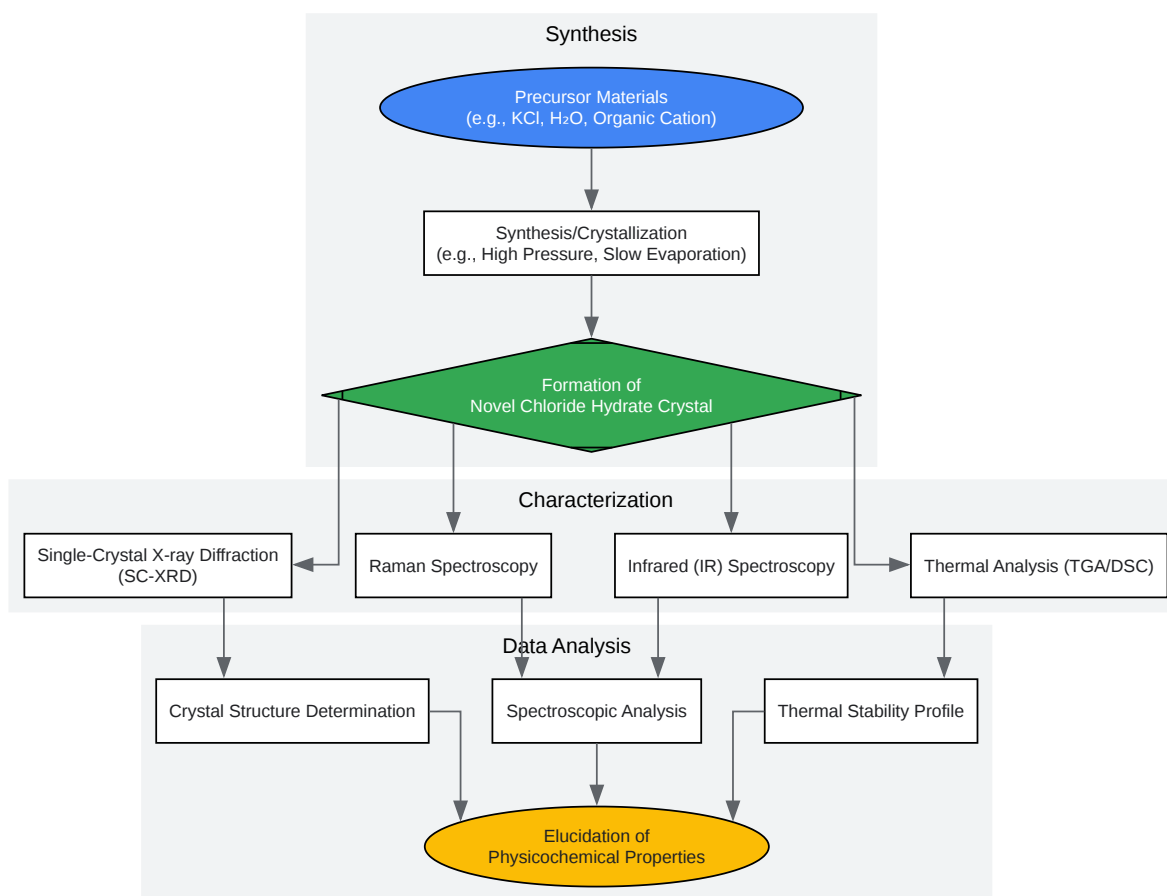 Synthesis
Precursor Materials
(e.g., KCl, H₂O, Organic Cation)
Synthesis/Crystallization
(e.g., High Pressure, Slow Evaporation)
Formation of
Novel Chloride Hydrate Crystal
Characterization
Single-Crystal X-ray Diffraction
(SC-XRD)
Raman Spectroscopy
Infrared (IR) Spectroscopy
Thermal Analysis (TGA/DSC)
Data Analysis
Crystal Structure Determination
Spectroscopic Analysis
Thermal Stability Profile
Elucidation of
Physicochemical Properties